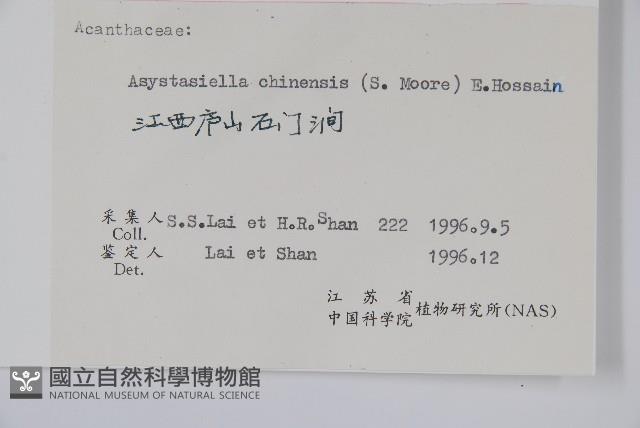 Acanthaceae:
Asystasiella chinensis (S. Moore) E.Hossain
江西庐山石门涧
采集人 S.S.Lai et H.R.Shan 222 1996.9.5
Coll.
鉴定人 Lai et Shan 1996.12
Det.
江苏省
中国科学院 植物研究所(NAS)
國立自然科學博物館
NATIONAL MUSEUM OF NATURAL SCIENCE